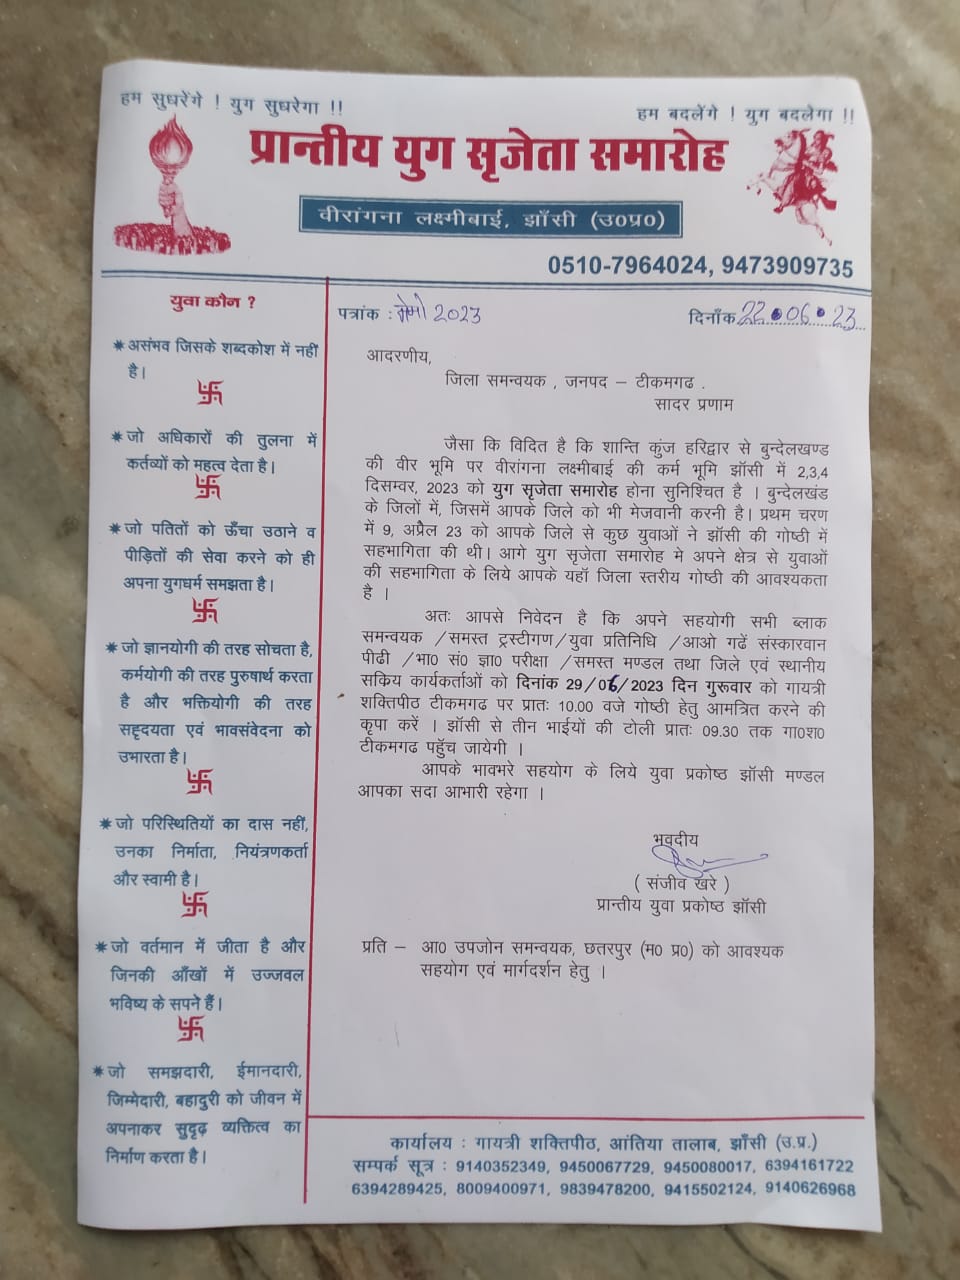 हम सुधरेंगे ! युग सुधरेगा !!
हम बदलेंगे ! युग बदलेगा !!
प्रान्तीय युग सृजेता समारोह
वीरांगना लक्ष्मीबाई, झाँसी (उ0प्र0)
0510-7964024, 9473909735
युवा कौन ?
* असंभव जिसके शब्दकोश में नहीं
है।
* जो अधिकारों की तुलना में
कर्तव्यों को महत्व देता है।
* जो पतितों को ऊँचा उठाने व
पीड़ितों की सेवा करने को ही
अपना युगधर्म समझता है।
* जो ज्ञानयोगी की तरह सोचता है,
कर्मयोगी की तरह पुरुषार्थ करता
है और भक्तियोगी की तरह
सहृदयता एवं भावसंवेदना को
उभारता है।
* जो परिस्थितियों का दास नहीं,
उनका निर्माता, नियंत्रणकर्ता
और स्वामी है।
* जो वर्तमान में जीता है और
जिनकी आँखों में उज्जवल
भविष्य के सपने हैं।
* जो समझदारी, ईमानदारी,
जिम्मेदारी, बहादुरी को जीवन में
अपनाकर सुदृढ़ व्यक्तित्व का
निर्माण करता है।
पत्रांक : मेमो 2023
दिनाँक 22.06.23
आदरणीय,
जिला समन्वयक , जनपद – टीकमगढ .
सादर प्रणाम
जैसा कि विदित है कि शान्ति कुंज हरिद्वार से बुन्देलखण्ड
की वीर भूमि पर वीरांगना लक्ष्मीबाई की कर्म भूमि झॉसी में 2,3,4
दिसम्वर, 2023 को युग सृजेता समारोह होना सुनिश्चित है । बुन्देलखंड
के जिलों में, जिसमें आपके जिले को भी मेजवानी करनी है। प्रथम चरण
में 9, अप्रैल 23 को आपके जिले से कुछ युवाओं ने झॉसी की गोष्ठी में
सहभागिता की थी। आगे युग सृजेता समारोह मे अपने क्षेत्र से युवाओं
की सहभागिता के लिये आपके यहॉ जिला स्तरीय गोष्ठी की आवश्यकता
है ।
अतः आपसे निवेदन है कि अपने सहयोगी सभी ब्लाक
समन्वयक /समस्त ट्रस्टीगण/युवा प्रतिनिधि /आओ गढें संस्कारवान
पीढी /भा0 सं0 ज्ञा0 परीक्षा /समस्त मण्डल तथा जिले एवं स्थानीय
सकिय कार्यकर्ताओं को दिनांक 29/06/2023 दिन गुरूवार को गायत्री
शक्तिपीठ टीकमगढ पर प्रातः 10.00 वजे गोष्ठी हेतु आमत्रित करने की
कृपा करें । झॉसी से तीन भाईयों की टोली प्रातः 09.30 तक गा0श0
टीकमगढ पहुॅच जायेगी ।
आपके भावभरे सहयोग के लिये युवा प्रकोष्ठ झॉसी मण्डल
आपका सदा आभारी रहेगा ।
भवदीय
( संजीव खरे )
प्रान्तीय युवा प्रकोष्ठ झॉसी
प्रति – आ0 उपजोन समन्वयक, छतरपुर (म0 प्र0) को आवश्यक
सहयोग एवं मार्गदर्शन हेतु ।
कार्यालय : गायत्री शक्तिपीठ, आंतिया तालाब, झाँसी (उ.प्र.)
सम्पर्क सूत्र : 9140352349, 9450067729, 9450080017, 6394161722
6394289425, 8009400971, 9839478200, 9415502124, 9140626968